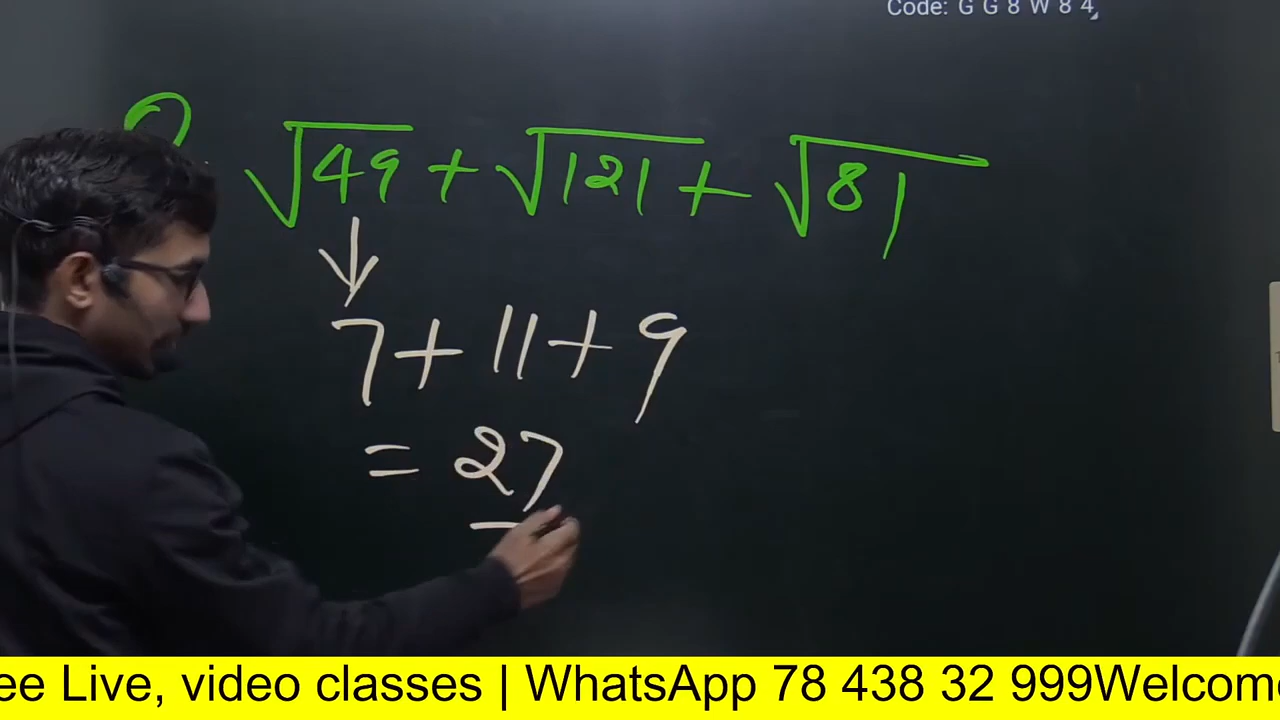 Code: G G 8 W 8 4
√49 + √121 + √81
↓
7 + 11 + 9
= 27
ee Live, video classes | WhatsApp 78 438 32 999Welcome